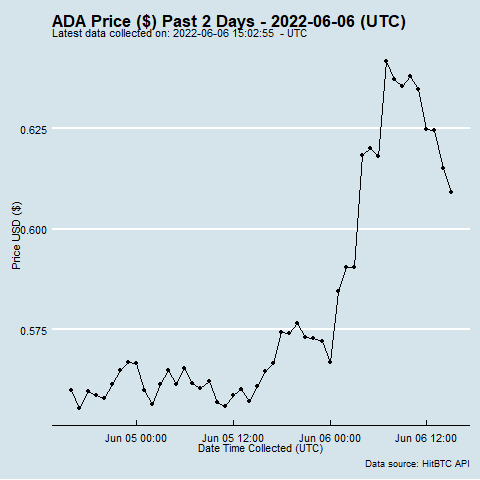 ADA Price ($) Past 2 Days - 2022-06-06 (UTC)
Latest data collected on: 2022-06-06 15:02:55  - UTC
Price USD ($)
0.625
0.600
0.575
Jun 05 00:00
Jun 05 12:00
Jun 06 00:00
Jun 06 12:00
Date Time Collected (UTC)
Data source: HitBTC API